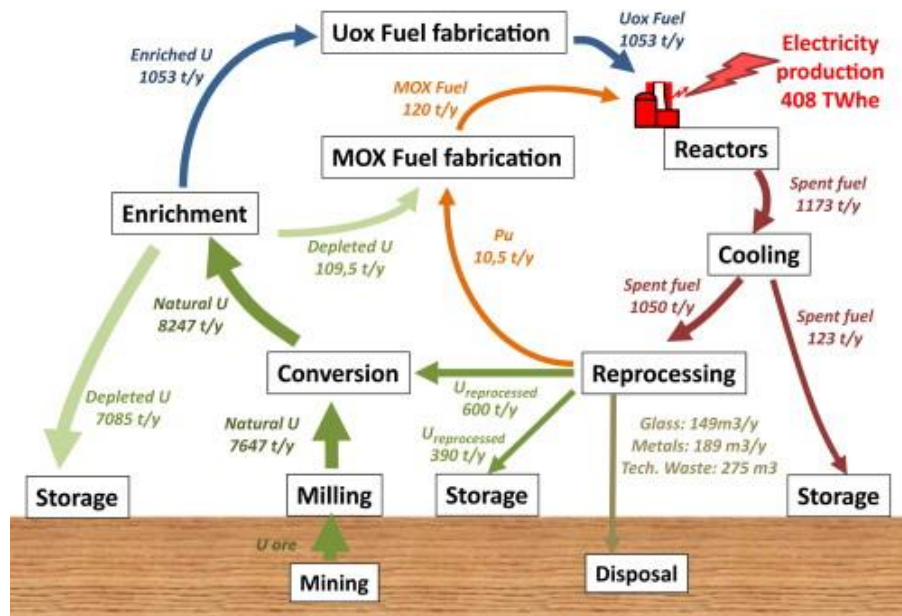 Uox Fuel fabrication
Uox Fuel
1053 t/y
Enriched U
1053 t/y
Electricity
production
408 TWhe
MOX Fuel
120 t/y
MOX Fuel fabrication
Reactors
Spent fuel
1173 t/y
Enrichment
Depleted U
109,5 t/y
Pu
10,5 t/y
Cooling
Natural U
8247 t/y
Spent fuel
1050 t/y
Spent fuel
123 t/y
Conversion
Reprocessing
Depleted U
7085 t/y
Ureprocessed
600 t/y
Natural U
7647 t/y
Ureprocessed
390 t/y
Glass: 149m3/y
Metals: 189 m3/y
Tech. Waste: 275 m3
Storage
Milling
Storage
Storage
U ore
Mining
Disposal